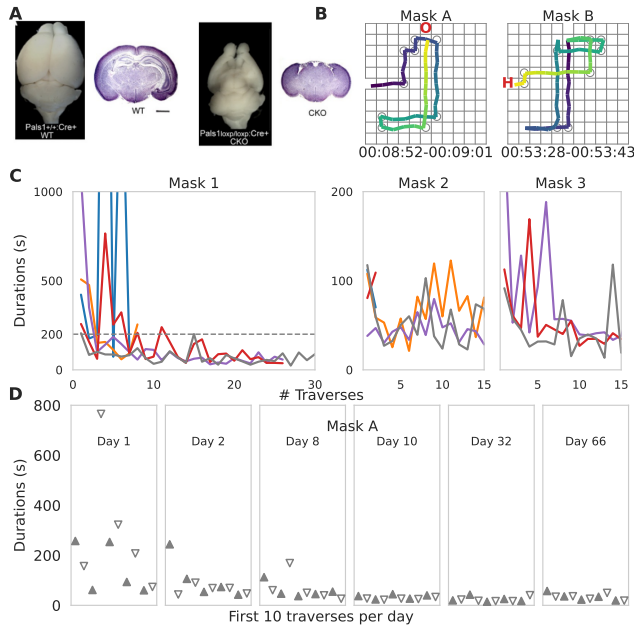 A
Pals1+/+:Cre+
WT
WT
Pals1loxp/loxp:Cre+
CKO
CKO
B
Mask A
O
00:08:52-00:09:01
Mask B
H
00:53:28-00:53:43
C
Mask 1
Mask 2
Mask 3
Durations (s)
1000
500
200
0
0
10
20
30
200
100
0
5
10
15
5
10
15
# Traverses
D
Mask A
Day 1
Day 2
Day 8
Day 10
Day 32
Day 66
Durations (s)
800
600
400
200
0
First 10 traverses per day